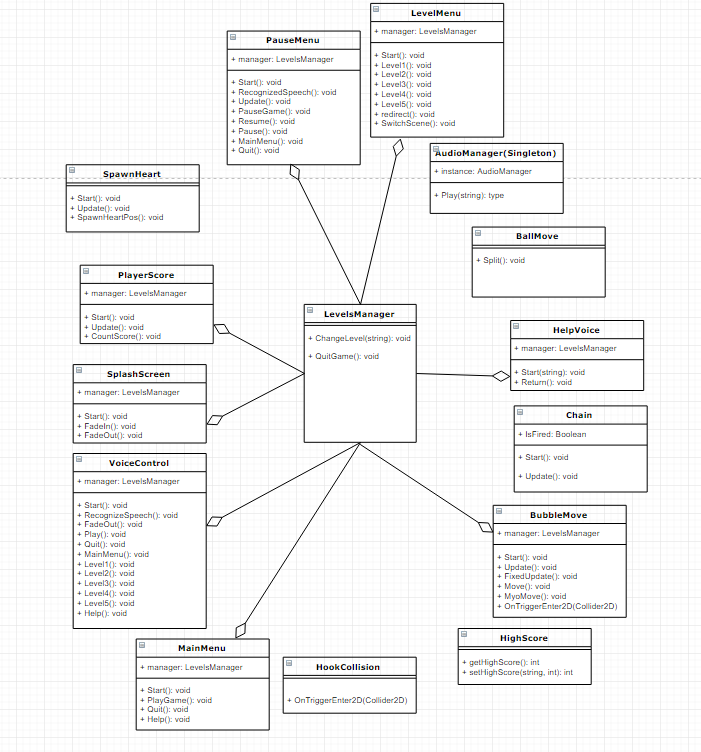 LevelMenu
+ manager: LevelsManager
+ Start(): void
+ Level1(): void
+ Level2(): void
+ Level3(): void
+ Level4(): void
+ Level5(): void
+ redirect(): void
+ SwitchScene(): void
PauseMenu
+ manager: LevelsManager
+ Start(): void
+ RecognizedSpeech(): void
+ Update(): void
+ PauseGame(): void
+ Resume(): void
+ Pause(): void
+ MainMenu(): void
+ Quit(): void
AudioManager(Singleton)
+ instance: AudioManager
+ Play(string): type
SpawnHeart
+ Start(): void
+ Update(): void
+ SpawnHeartPos(): void
BallMove
+ Split(): void
PlayerScore
+ manager: LevelsManager
+ Start(): void
+ Update(): void
+ CountScore(): void
LevelsManager
+ ChangeLevel(string): void
+ QuitGame(): void
HelpVoice
+ manager: LevelsManager
+ Start(string): void
+ Return(): void
SplashScreen
+ manager: LevelsManager
+ Start(): void
+ FadeIn(): void
+ FadeOut(): void
Chain
+ IsFired: Boolean
+ Start(): void
+ Update(): void
VoiceControl
+ manager: LevelsManager
+ Start(): void
+ RecognizeSpeech(): void
+ FadeOut(): void
+ Play(): void
+ Quit(): void
+ MainMenu(): void
+ Level1(): void
+ Level2(): void
+ Level3(): void
+ Level4(): void
+ Level5(): void
+ Help(): void
BubbleMove
+ manager: LevelsManager
+ Start(): void
+ Update(): void
+ FixedUpdate(): void
+ Move(): void
+ MyoMove(): void
+ OnTriggerEnter2D(Collider2D)
HighScore
+ getHighScore(): int
+ setHighScore(string, int): int
MainMenu
+ manager: LevelsManager
+ Start(): void
+ PlayGame(): void
+ Quit(): void
+ Help(): void
HookCollision
+ OnTriggerEnter2D(Collider2D)